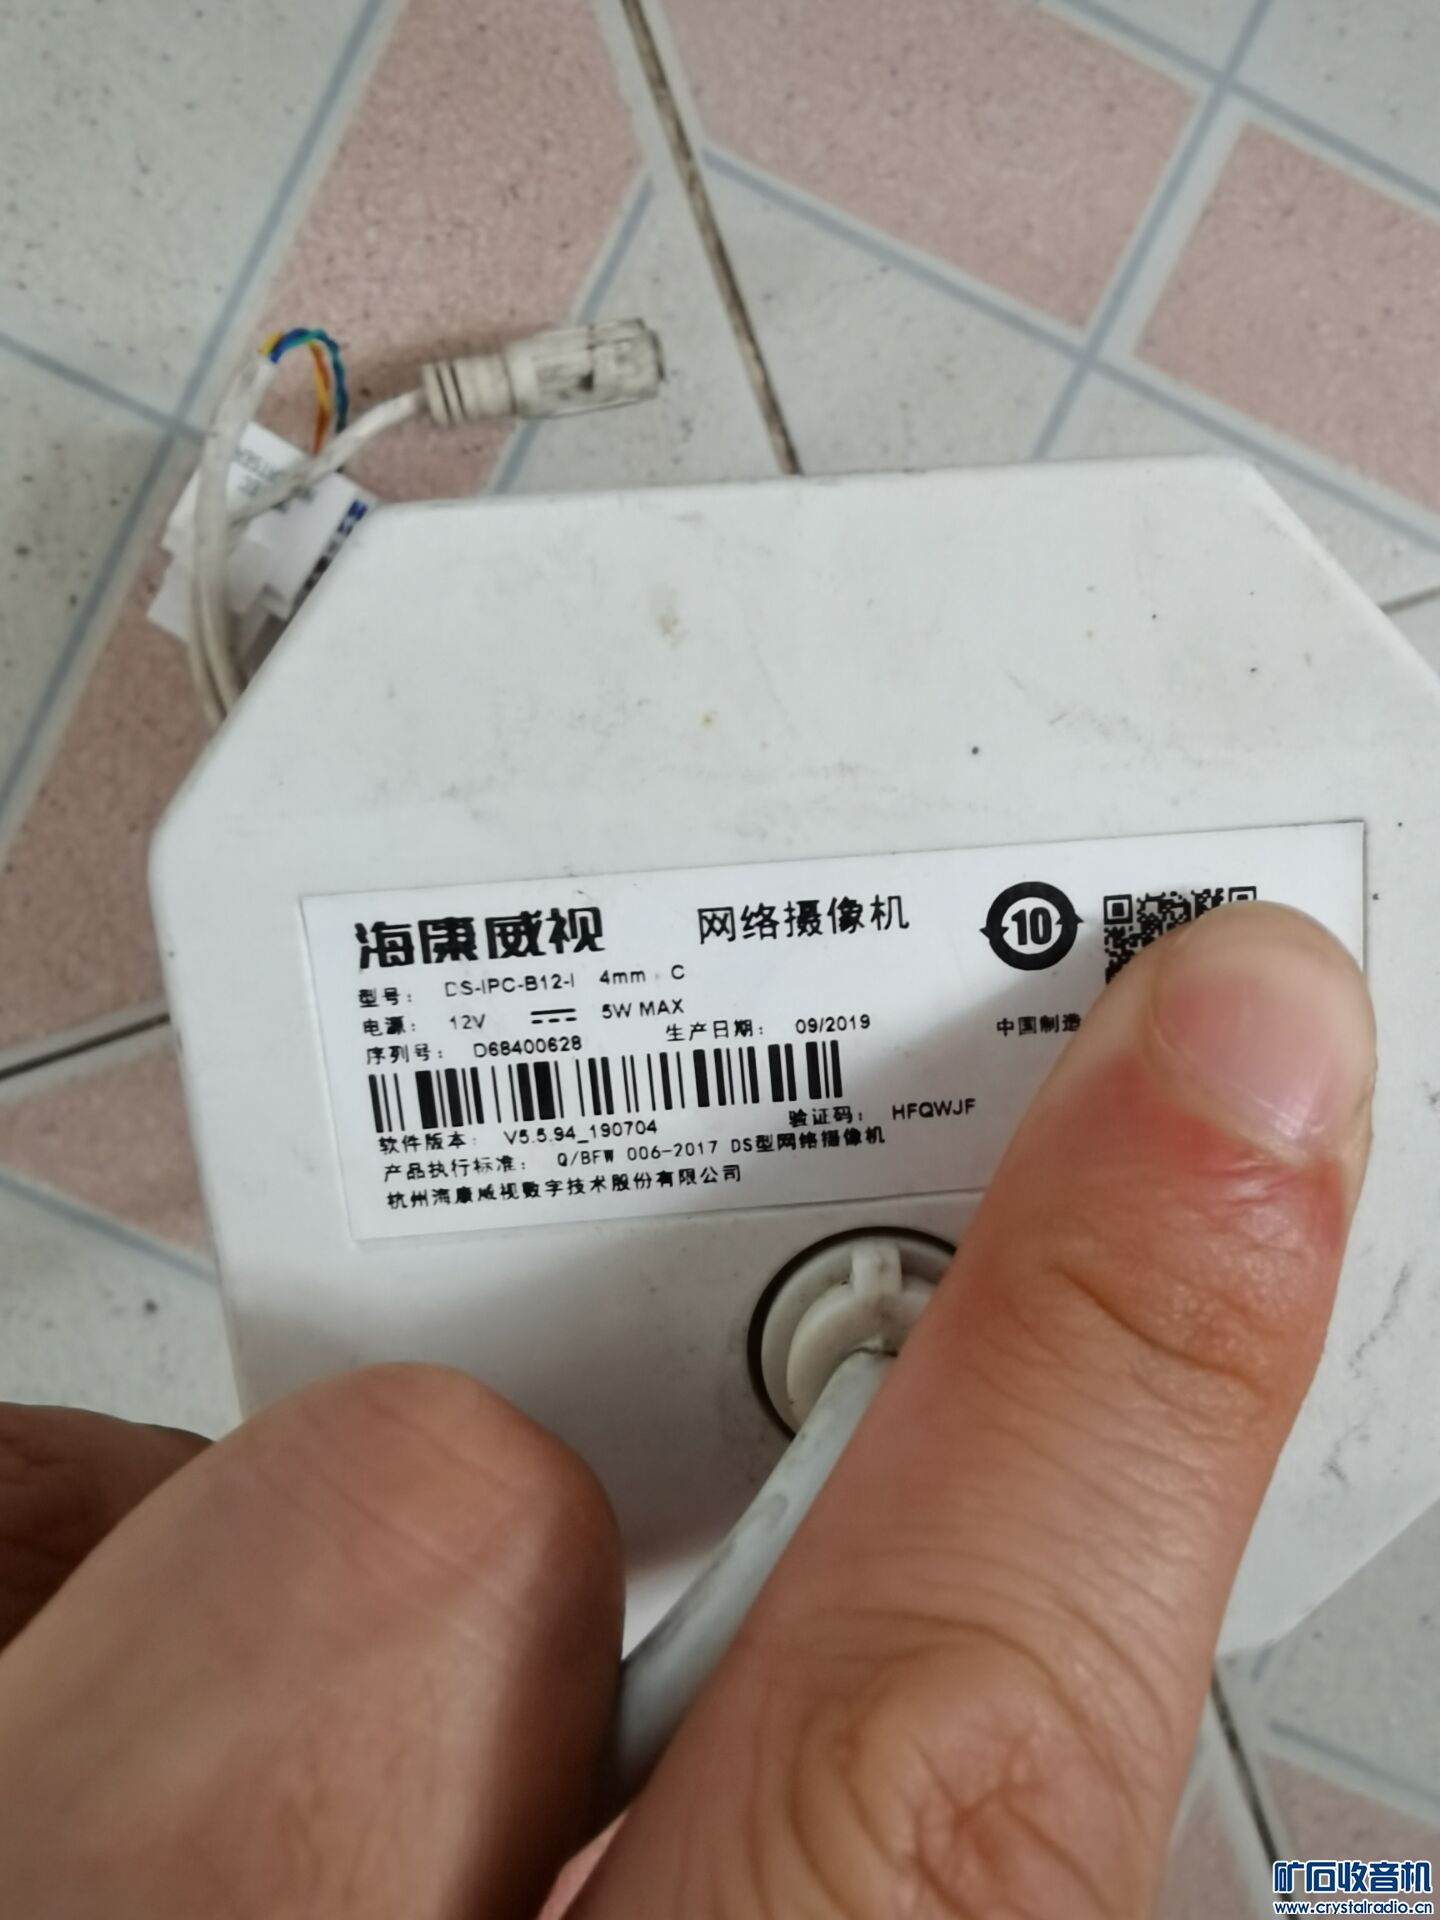 海康威视 网络摄像机
10
型号： DS-IPC-B12-I 4mm C
电源： 12V 5W MAX
序列号： D68400628 生产日期： 09/2019
中国制造
验证码： HFQWJF
软件版本： V5.5.94_190704
产品执行标准： Q/BFW 006-2017 DS型网络摄像机
杭州海康威视数字技术股份有限公司
矿石收音机
www.crystalradio.cn